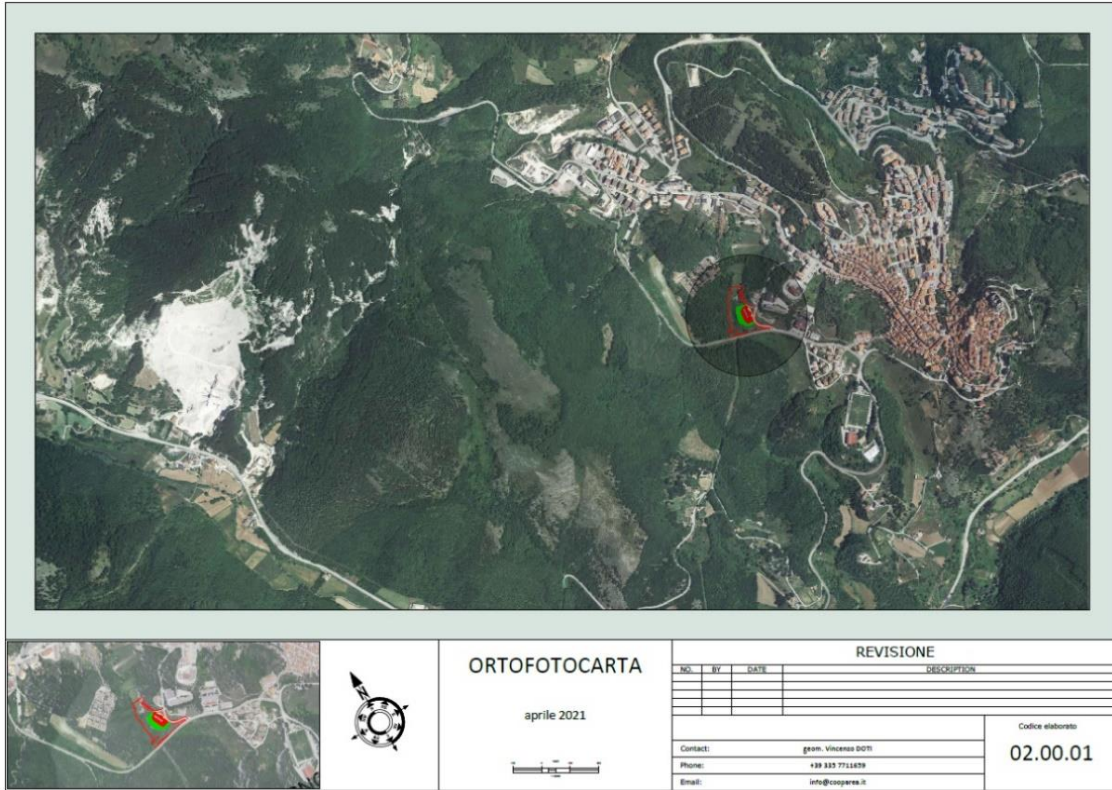 ORTOFOTOCARTA
aprile 2021
REVISIONE
NO. BY DATE DESCRIPTION
Contact: geom. Vincenzo DOTI
Phone: +39 335 7711659
Email: info@cooparea.it
Codice elaborato
02.00.01